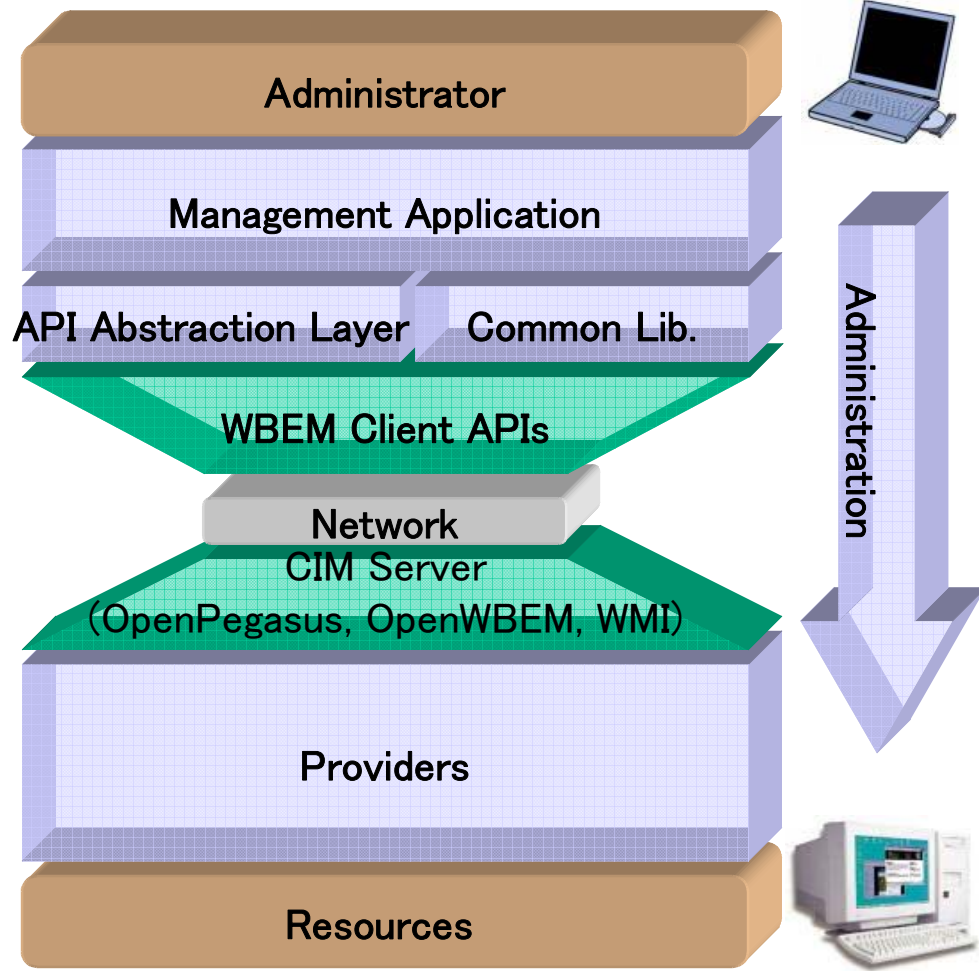 Administrator
Management Application
API Abstraction Layer
Common Lib.
WBEM Client APIs
Network
CIM Server
(OpenPegasus, OpenWBEM, WMI)
Providers
Resources
Administration